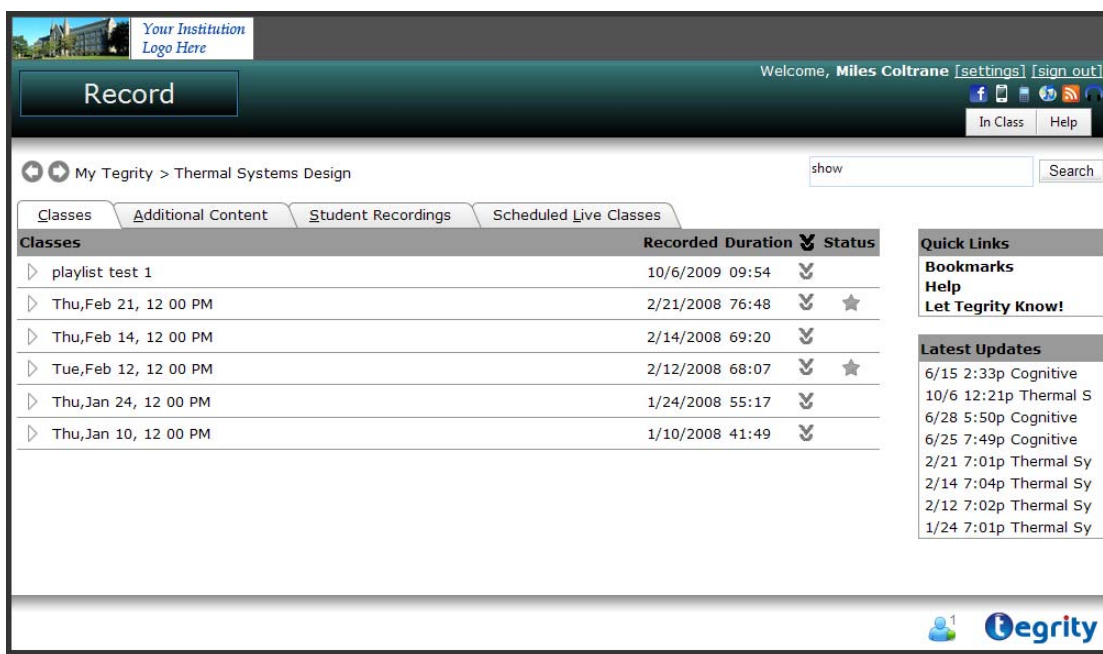 Your Institution
Logo Here
Welcome, Miles Coltrane [settings] [sign out]
Record
In Class Help
My Tegrity > Thermal Systems Design
show
Search
Classes Additional Content Student Recordings Scheduled Live Classes
Classes Recorded Duration Status
playlist test 1 10/6/2009 09:54
Thu,Feb 21, 12 00 PM 2/21/2008 76:48
Thu,Feb 14, 12 00 PM 2/14/2008 69:20
Tue,Feb 12, 12 00 PM 2/12/2008 68:07
Thu,Jan 24, 12 00 PM 1/24/2008 55:17
Thu,Jan 10, 12 00 PM 1/10/2008 41:49
Quick Links
Bookmarks
Help
Let Tegrity Know!
Latest Updates
6/15 2:33p Cognitive
10/6 12:21p Thermal S
6/28 5:50p Cognitive
6/25 7:49p Cognitive
2/21 7:01p Thermal Sy
2/14 7:04p Thermal Sy
2/12 7:02p Thermal Sy
1/24 7:01p Thermal Sy
1
tegrity